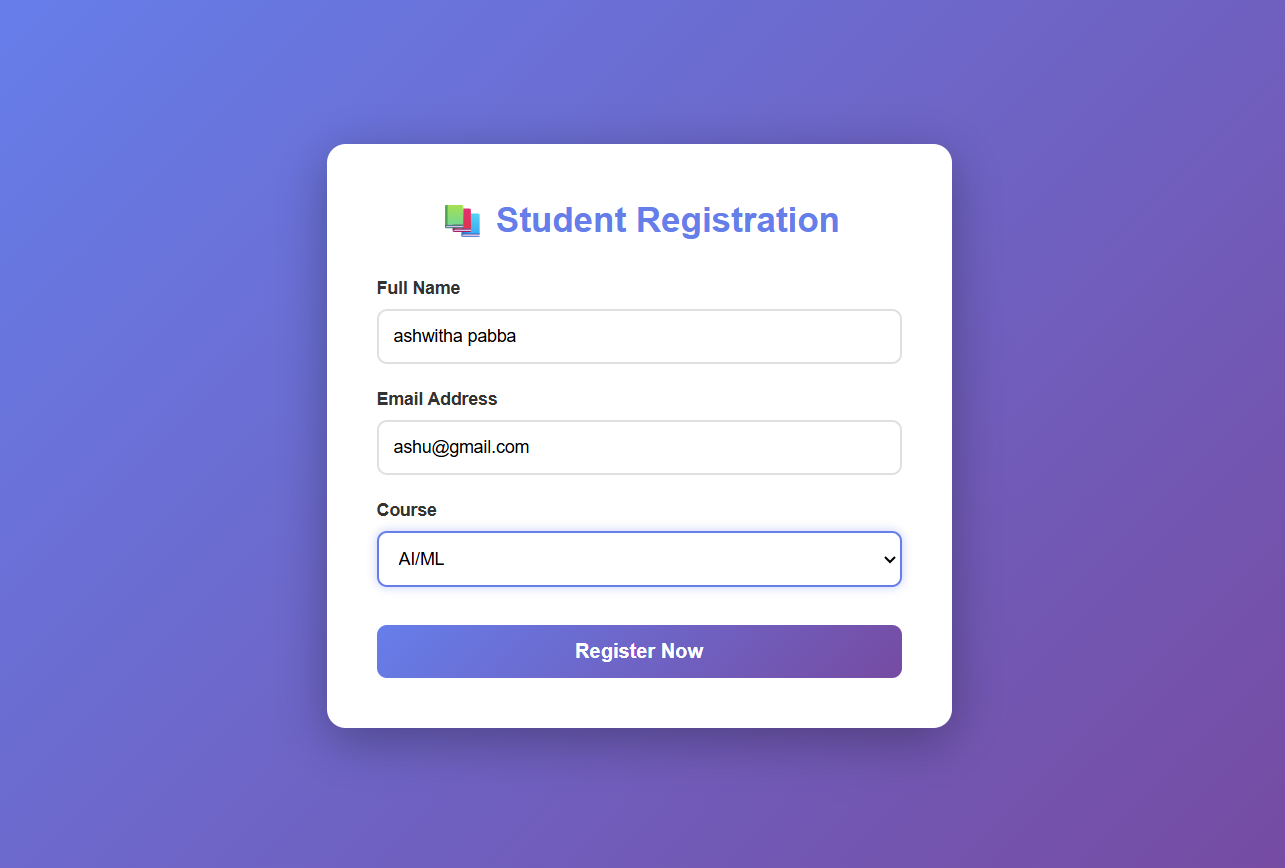 Student Registration
Full Name
ashwitha pabba
Email Address
ashu@gmail.com
Course
AI/ML
Register Now